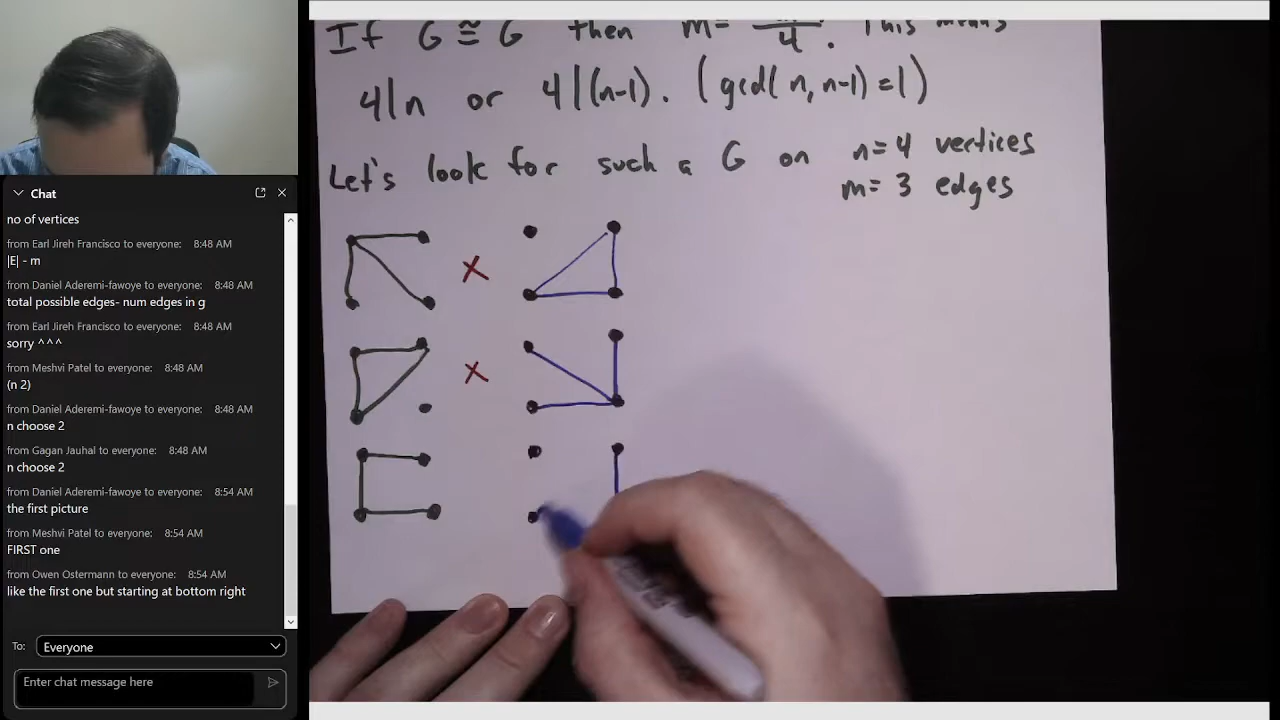 Chat
no of vertices
from Earl Jireh Francisco to everyone: 8:48 AM
|E| - m
from Daniel Aderemi-fawoye to everyone: 8:48 AM
total possible edges- num edges in g
from Earl Jireh Francisco to everyone: 8:48 AM
sorry ^^^
from Meshvi Patel to everyone: 8:48 AM
(n 2)
from Daniel Aderemi-fawoye to everyone: 8:48 AM
n choose 2
from Gagan Jauhal to everyone: 8:48 AM
n choose 2
from Daniel Aderemi-fawoye to everyone: 8:54 AM
the first picture
from Meshvi Patel to everyone: 8:54 AM
FIRST one
from Owen Ostermann to everyone: 8:54 AM
like the first one but starting at bottom right
To: Everyone
Enter chat message here
If G ≅ G then m= /4. This means
4|n or 4|(n-1). (gcd(n, n-1)=1)
Let's look for such a G on n=4 vertices
m= 3 edges